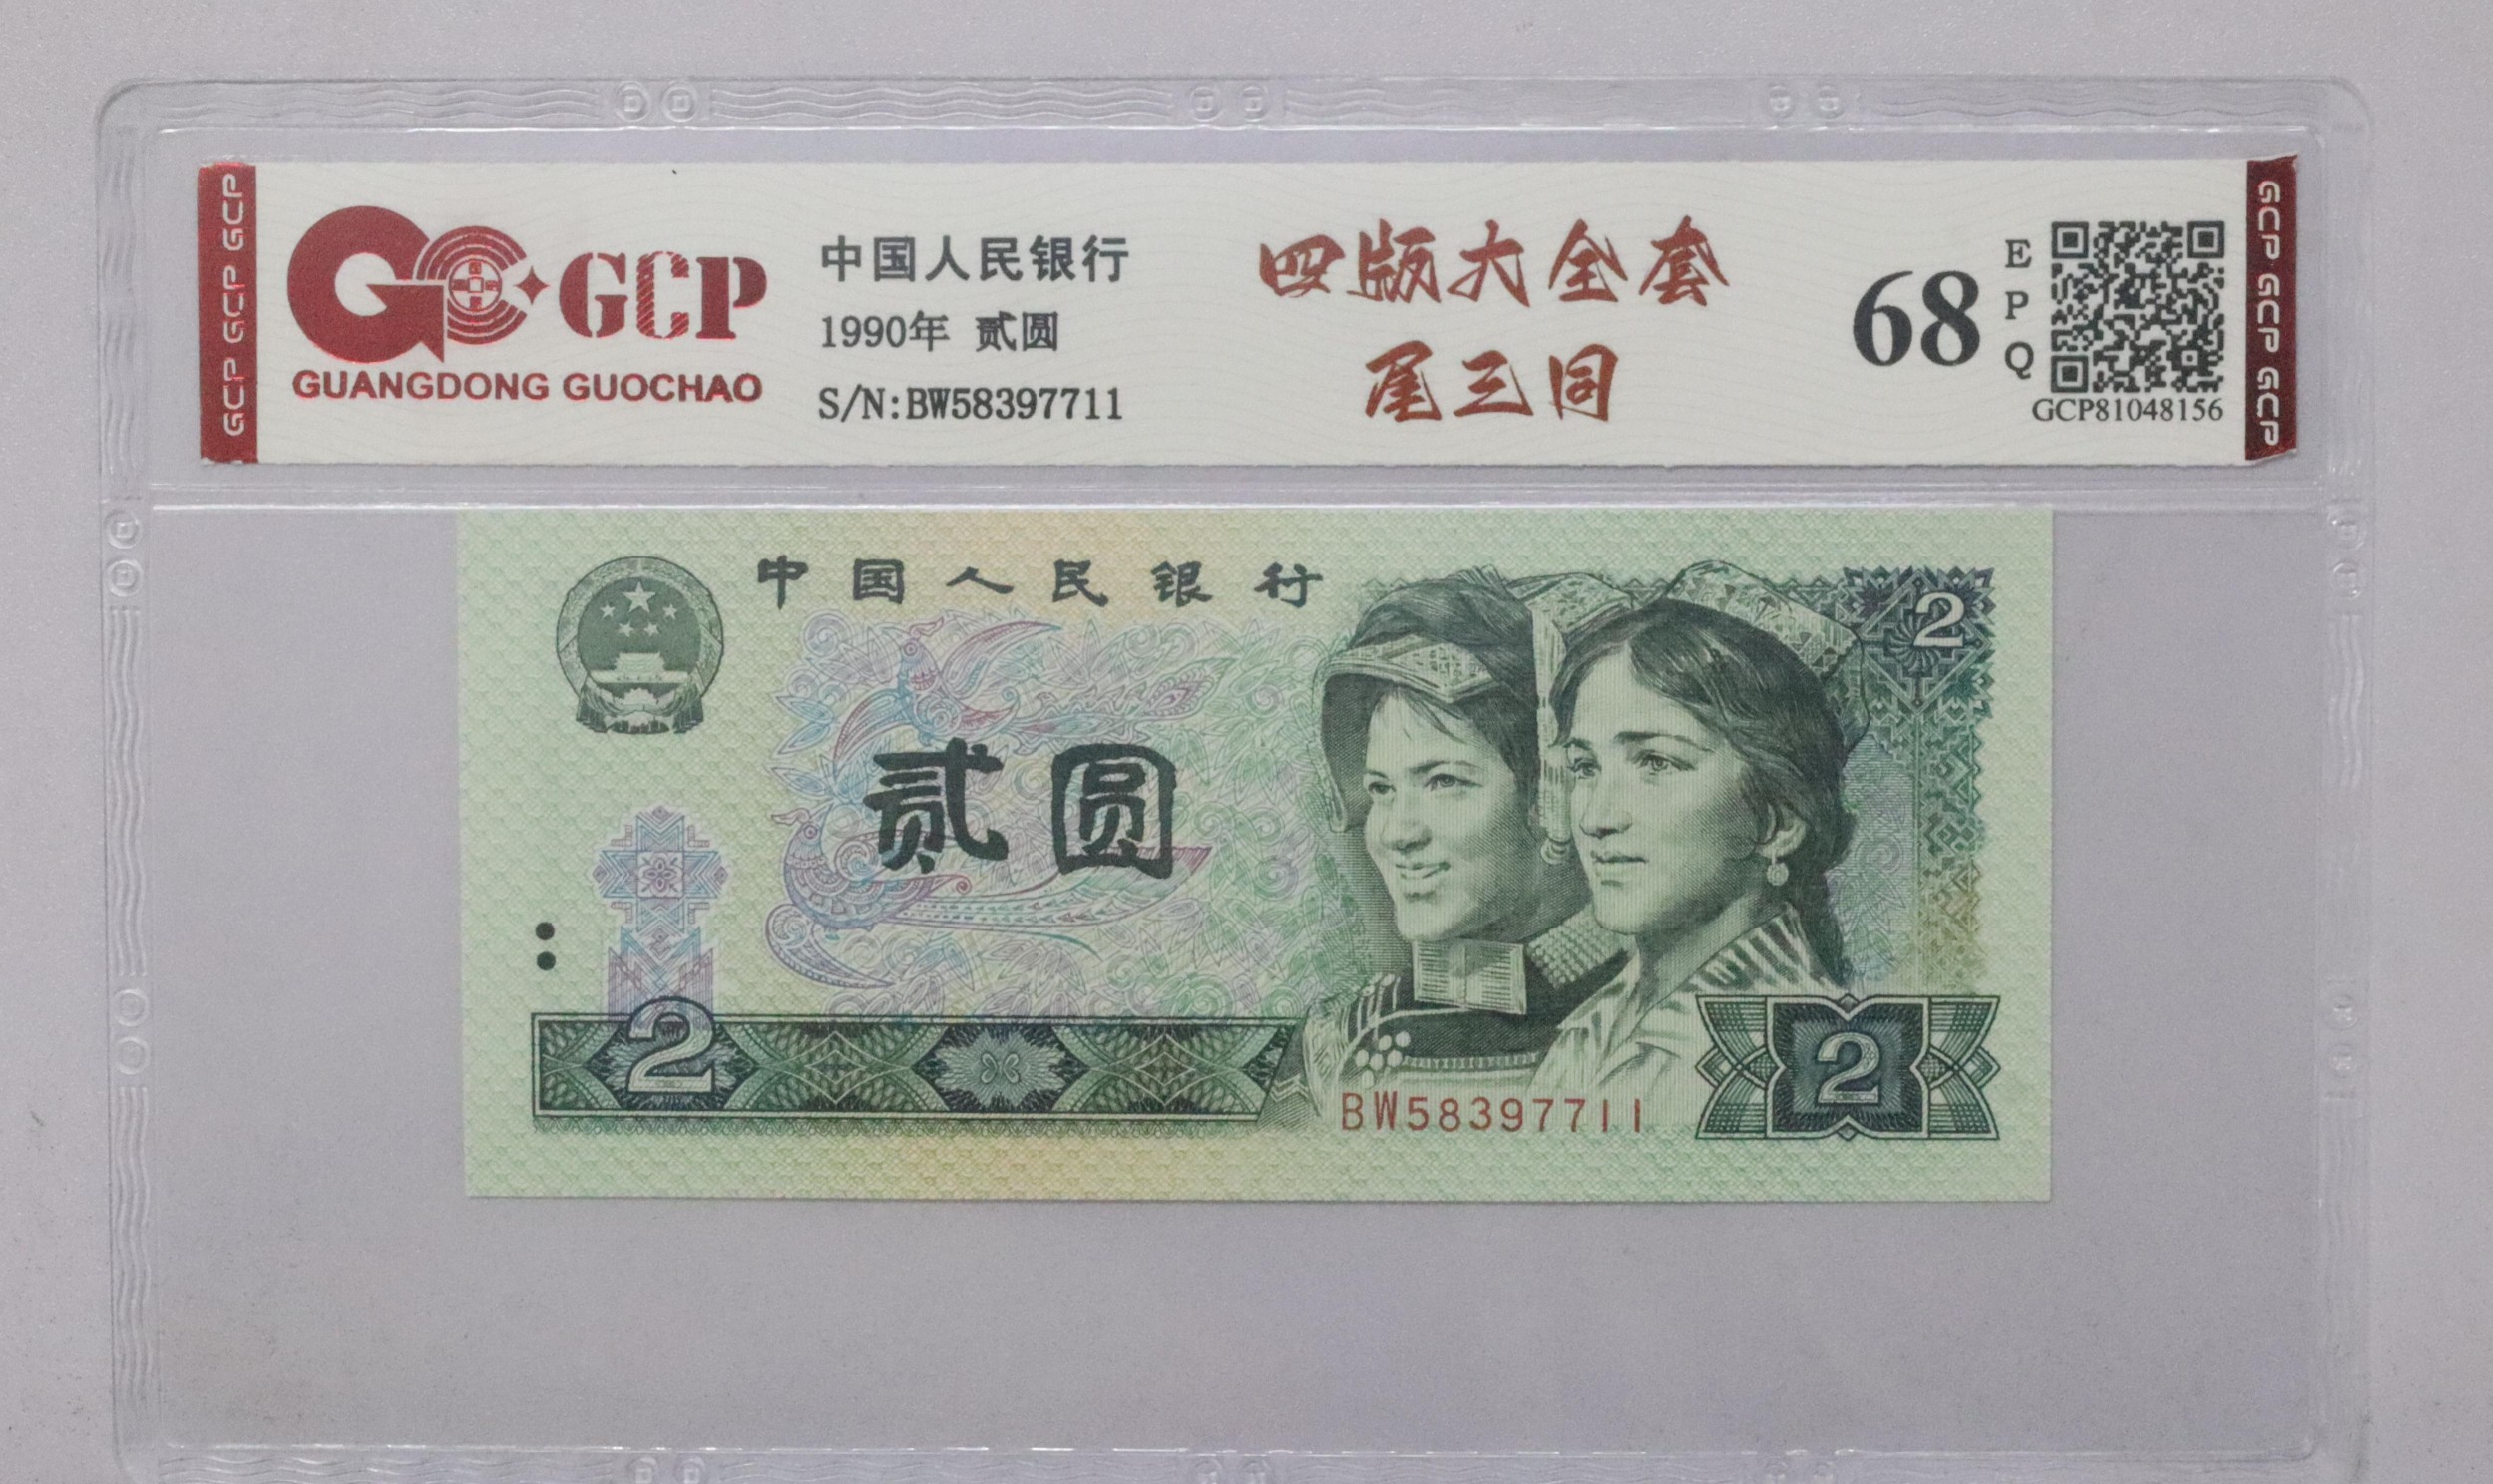 GCP GCP GCP
GCP
GUANGDONG GUOCHAO
中国人民银行
1990年 贰圆
S/N:BW58397711
四版大全套
尾三同
68
EPQ
GCP81048156
GCP GCP GCP
中国人民银行
2
贰圆
2
BW58397711
2